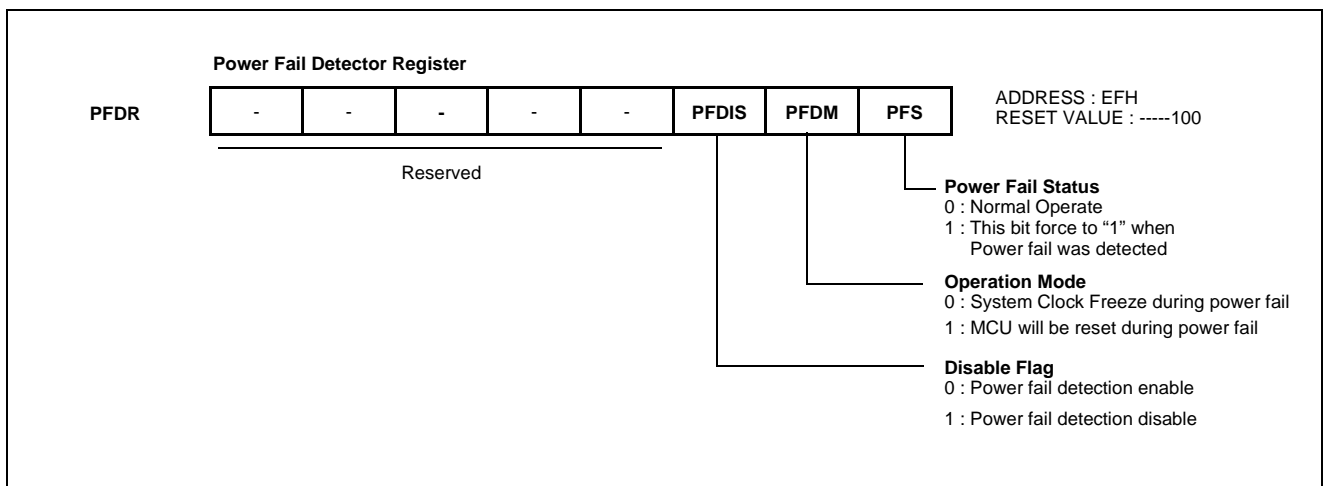 Power Fail Detector Register
PFDR - - - - - PFDIS PFDM PFS
ADDRESS : EFH
RESET VALUE : -----100
Reserved
Power Fail Status
0 : Normal Operate
1 : This bit force to “1” when
Power fail was detected
Operation Mode
0 : System Clock Freeze during power fail
1 : MCU will be reset during power fail
Disable Flag
0 : Power fail detection enable
1 : Power fail detection disable